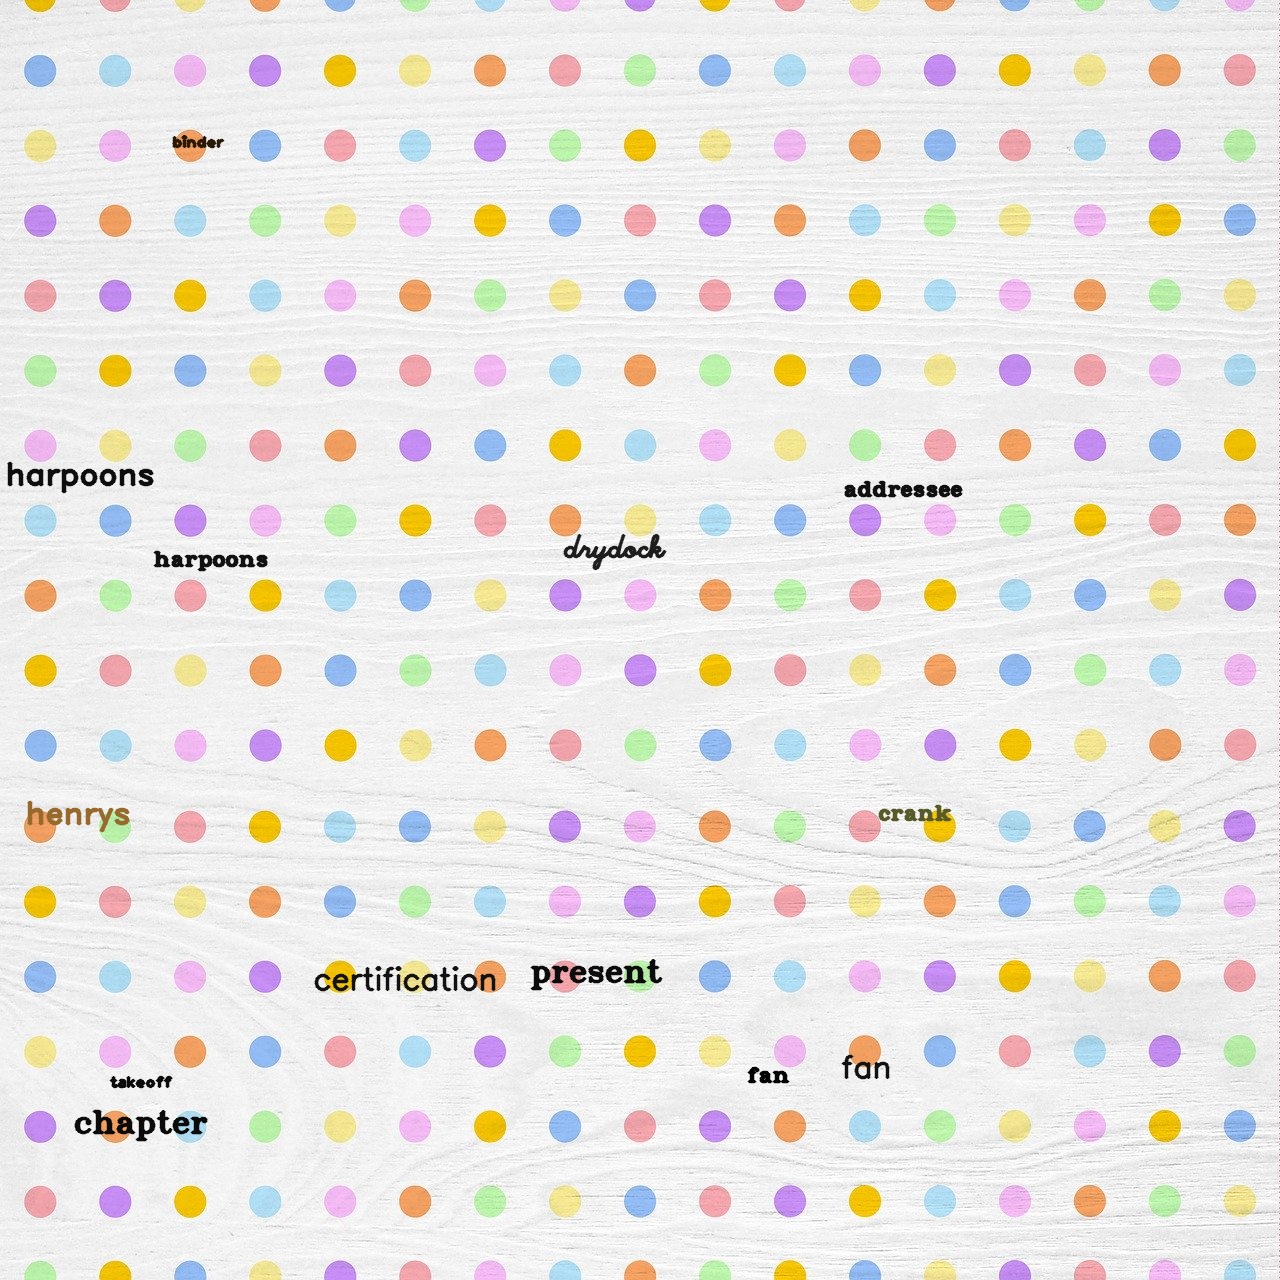 binder
harpoons
addressee
drydock
harpoons
henrys
crank
present
certification
fan
fan
takeoff
chapter